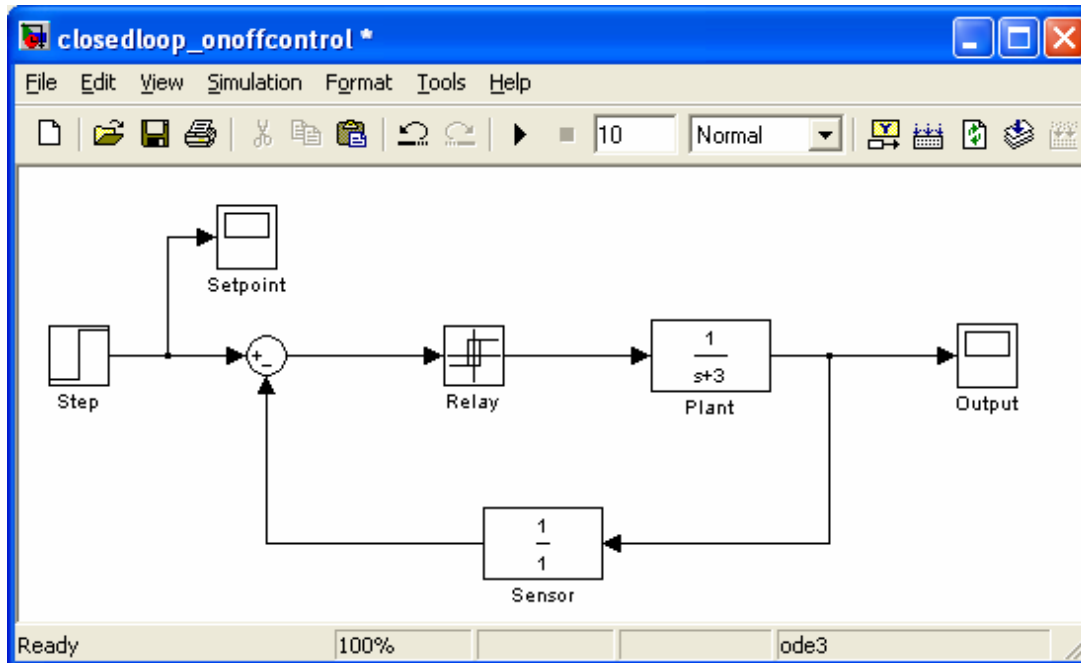 closedloop_onoffcontrol *
File Edit View Simulation Format Tools Help
10 Normal
Setpoint
+
-
1
s+3
Step
Relay
Plant
Output
1
1
Sensor
Ready 100% ode3